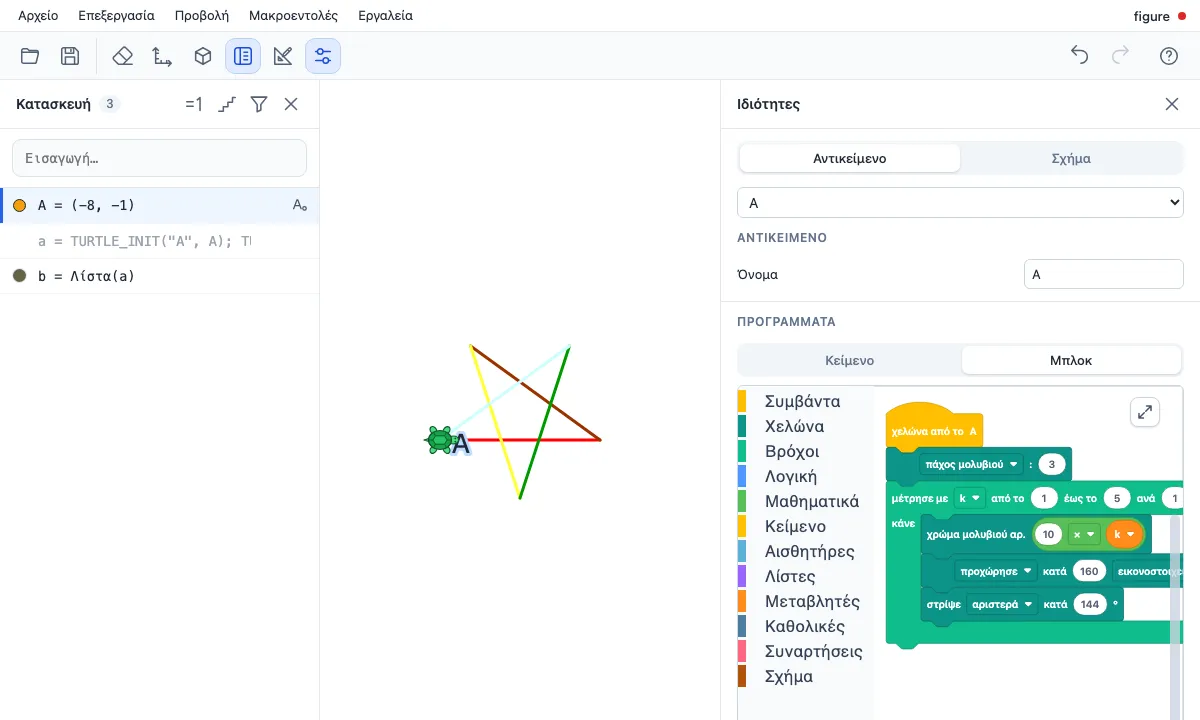 Αρχείο Επεξεργασία Προβολή Μακροεντολές Εργαλεία figure
Κατασκευή 3 =1
Εισαγωγή…
A = (−8, −1) A
a = TURTLE_INIT("A", A); TU
b = Λίστα(a)
A
Ιδιότητες
Αντικείμενο Σχήμα
A
ΑΝΤΙΚΕΙΜΕΝΟ
Όνομα A
ΠΡΟΓΡΑΜΜΑΤΑ
Κείμενο Μπλοκ
Συμβάντα
Χελώνα
Βρόχοι
Λογική
Μαθηματικά
Κείμενο
Αισθητήρες
Λίστες
Μεταβλητές
Καθολικές
Συναρτήσεις
Σχήμα
χελώνα από το A
πάχος μολυβιού : 3
μέτρησε με k από το 1 έως το 5 ανά 1
κάνε
χρώμα μολυβιού αρ. 10 × k
προχώρησε κατά 160
στρίψε αριστερά κατά 144 °